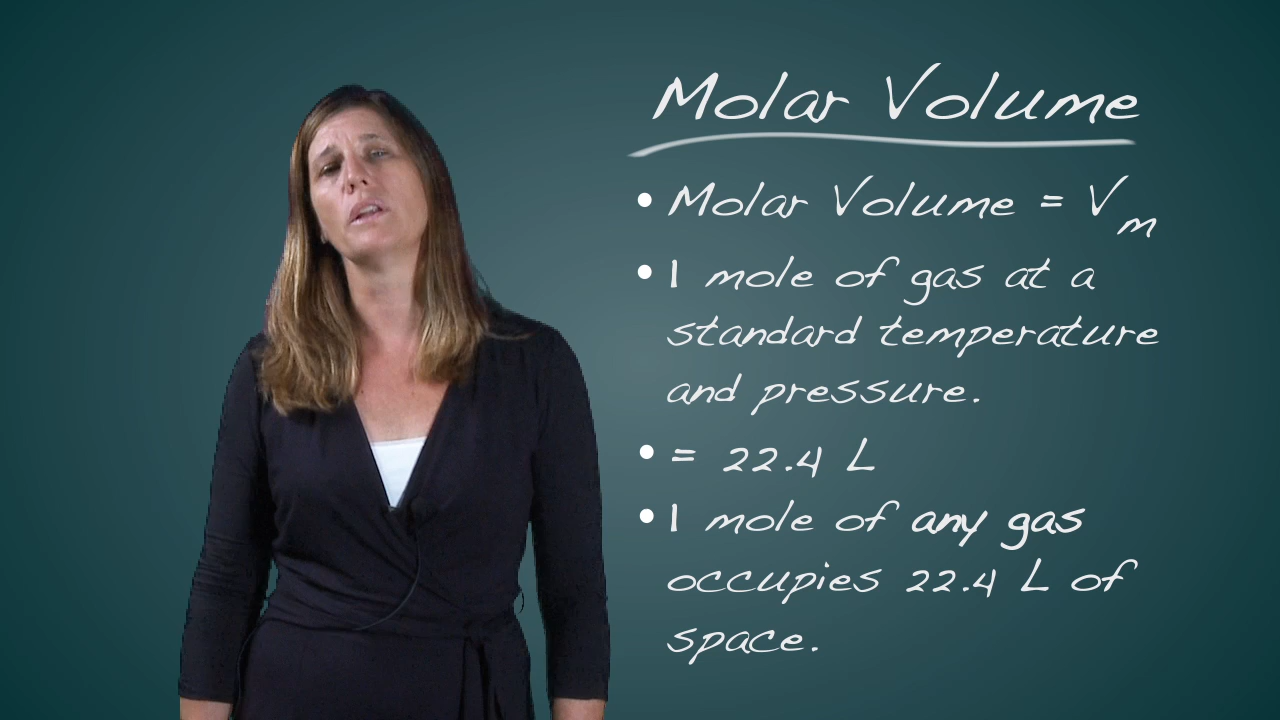 Molar Volume
• Molar Volume = Vm
• 1 mole of gas at a
standard temperature
and pressure.
• = 22.4 L
• 1 mole of any gas
occupies 22.4 L of
space.